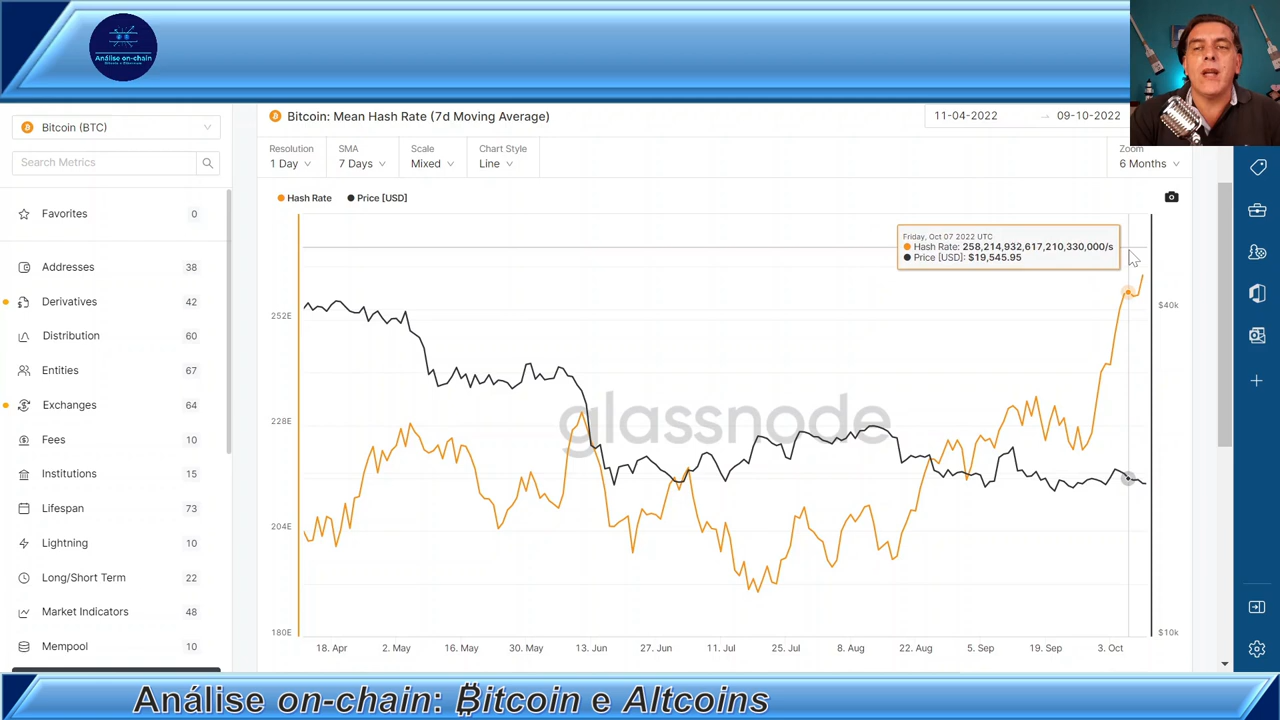 Análise on-chain
Bitcoin e Ethereum
Bitcoin (BTC)
Search Metrics
Favorites 0
Addresses 38
Derivatives 42
Distribution 60
Entities 67
Exchanges 64
Fees 10
Institutions 15
Lifespan 73
Lightning 10
Long/Short Term 22
Market Indicators 48
Mempool 10
Bitcoin: Mean Hash Rate (7d Moving Average)
11-04-2022 → 09-10-2022
Resolution SMA Scale Chart Style Zoom
1 Day 7 Days Mixed Line 6 Months
Hash Rate Price [USD]
Friday, Oct 07 2022 UTC
Hash Rate: 258,214,932,617,210,330,000/s
Price [USD]: $19,545.95
252E $40k
228E
204E
180E $10k
glassnode
18. Apr 2. May 16. May 30. May 13. Jun 27. Jun 11. Jul 25. Jul 8. Aug 22. Aug 5. Sep 19. Sep 3. Oct
Análise on-chain: ₿itcoin e Altcoins